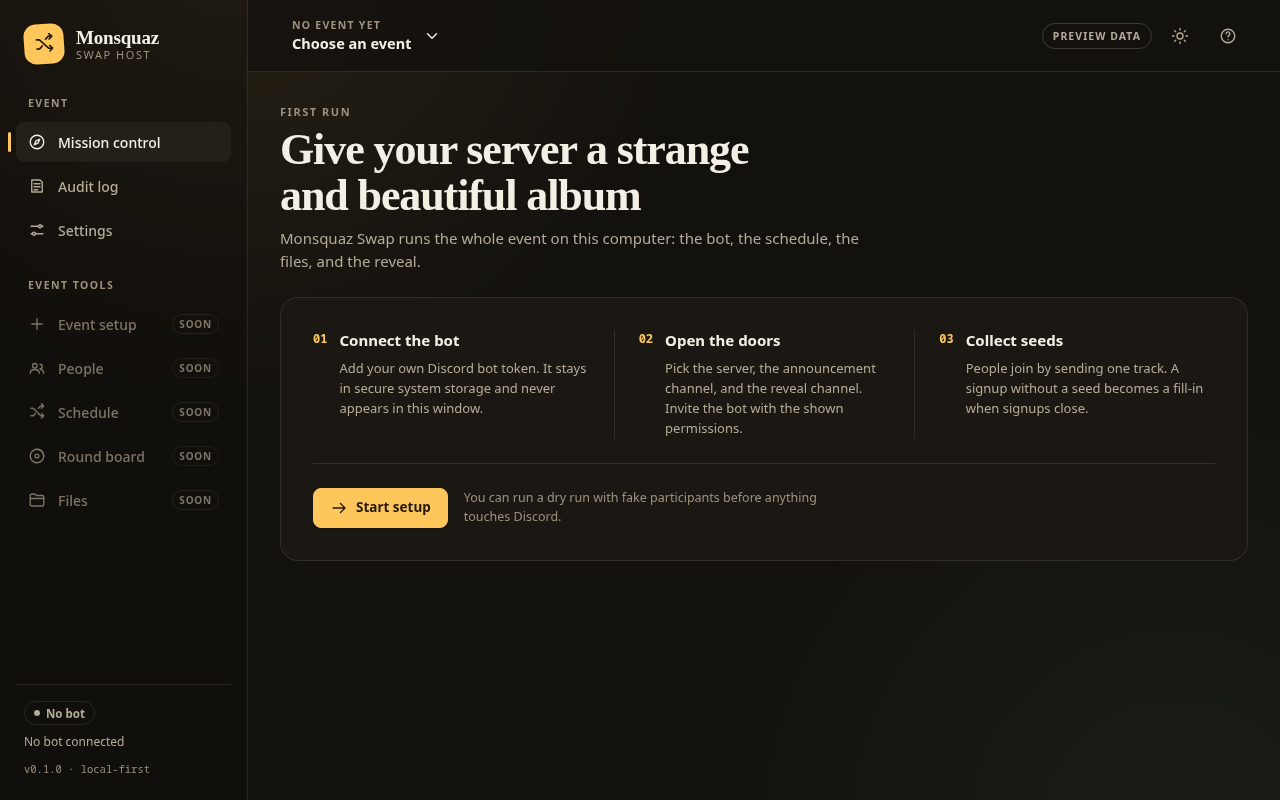 Monsquaz
SWAP HOST
EVENT
Mission control
Audit log
Settings
EVENT TOOLS
Event setup SOON
People SOON
Schedule SOON
Round board SOON
Files SOON
No bot
No bot connected
v0.1.0 · local-first
NO EVENT YET
Choose an event
PREVIEW DATA
FIRST RUN
Give your server a strange
and beautiful album
Monsquaz Swap runs the whole event on this computer: the bot, the schedule, the
files, and the reveal.
01 Connect the bot
Add your own Discord bot token. It stays
in secure system storage and never
appears in this window.
02 Open the doors
Pick the server, the announcement
channel, and the reveal channel.
Invite the bot with the shown
permissions.
03 Collect seeds
People join by sending one track. A
signup without a seed becomes a fill-in
when signups close.
Start setup
You can run a dry run with fake participants before anything
touches Discord.